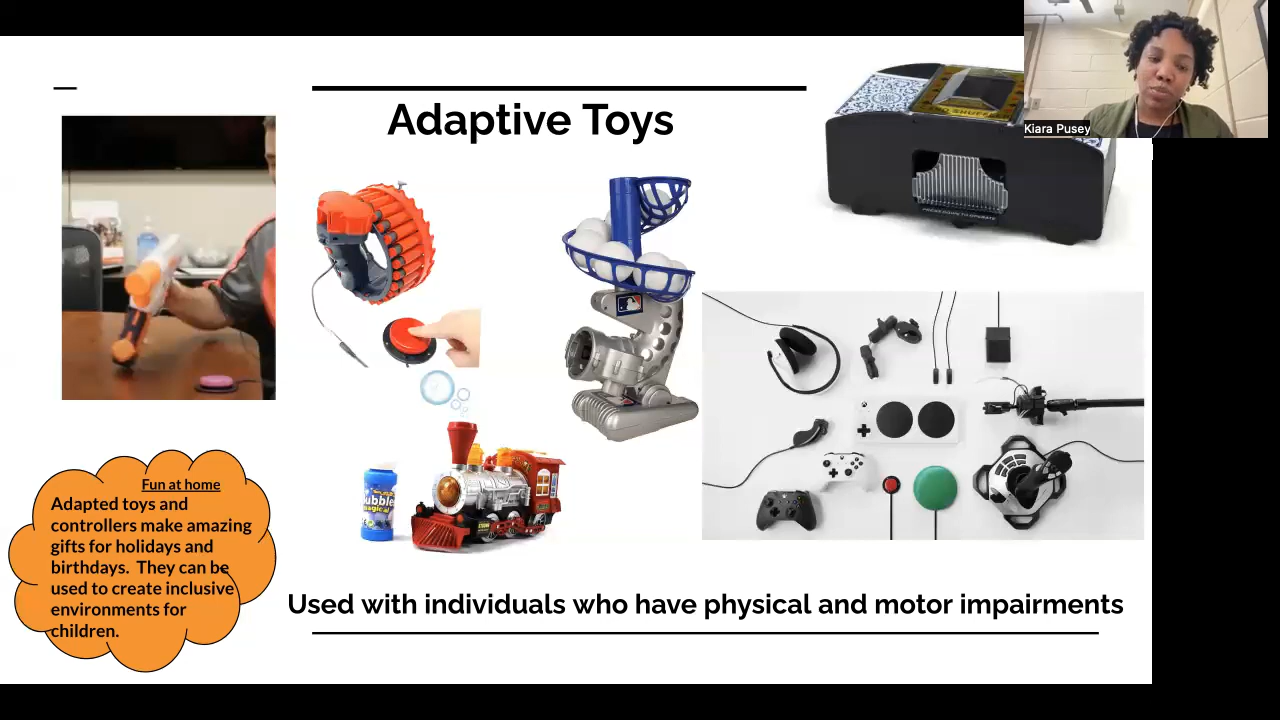 Adaptive Toys
Kiara Pusey
Fun at home
Adapted toys and
controllers make amazing
gifts for holidays and
birthdays. They can be
used to create inclusive
environments for
children.
Used with individuals who have physical and motor impairments